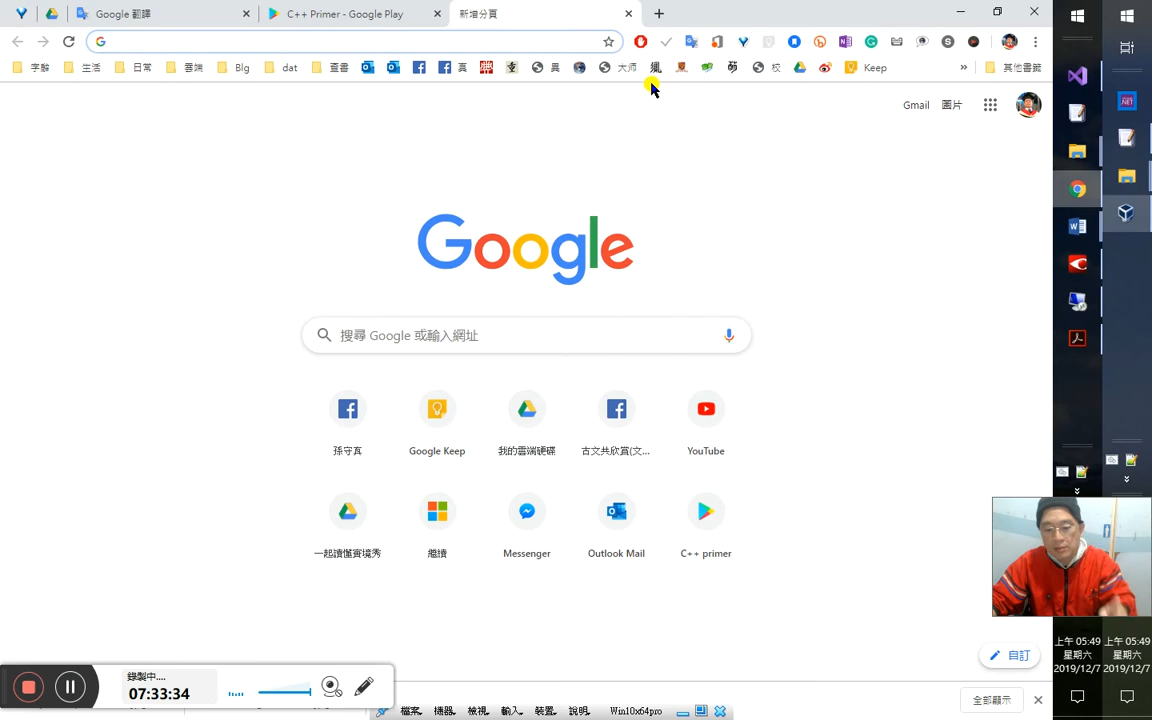 Google 翻譯
C++ Primer - Google Play
新增分頁
字辭
生活
日常
雲端
Blg
dat
查書
真
異
大师
校
Keep
»
其他書籤
Gmail
圖片
Google
搜尋 Google 或輸入網址
孫守真
Google Keep
我的雲端硬碟
古文共欣賞(文...
YouTube
一起讀懂寶境秀
繼續
Messenger
Outlook Mail
C++ primer
自訂
全部顯示
錄製中....
07:33:34
檔案
機器
檢視
輸入
裝置
說明
Win10x64pro
上午 05:49
星期六
2019/12/7
上午 05:49
星期六
2019/12/7